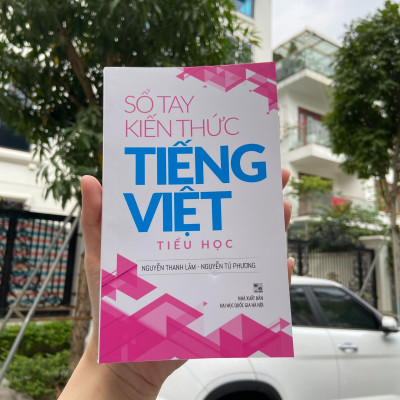 SỔ TAY
KIẾN THỨC
TIẾNG
VIỆT
TIỂU HỌC
NGUYỄN THANH LÂM - NGUYỄN TÚ PHƯƠNG
NHÀ XUẤT BẢN
ĐẠI HỌC QUỐC GIA HÀ NỘI